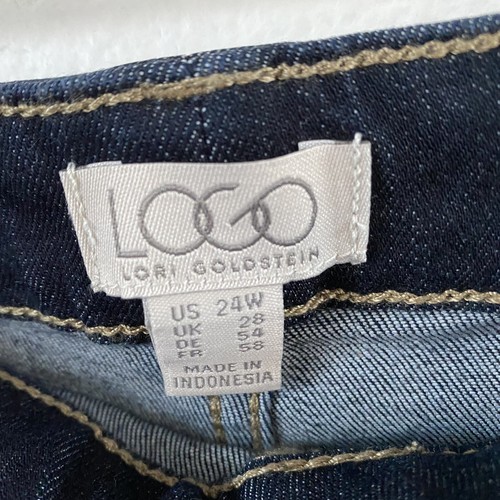 LOGO
LORI GOLDSTEIN
US 24W
UK 28
DE 54
FR 58
MADE IN
INDONESIA